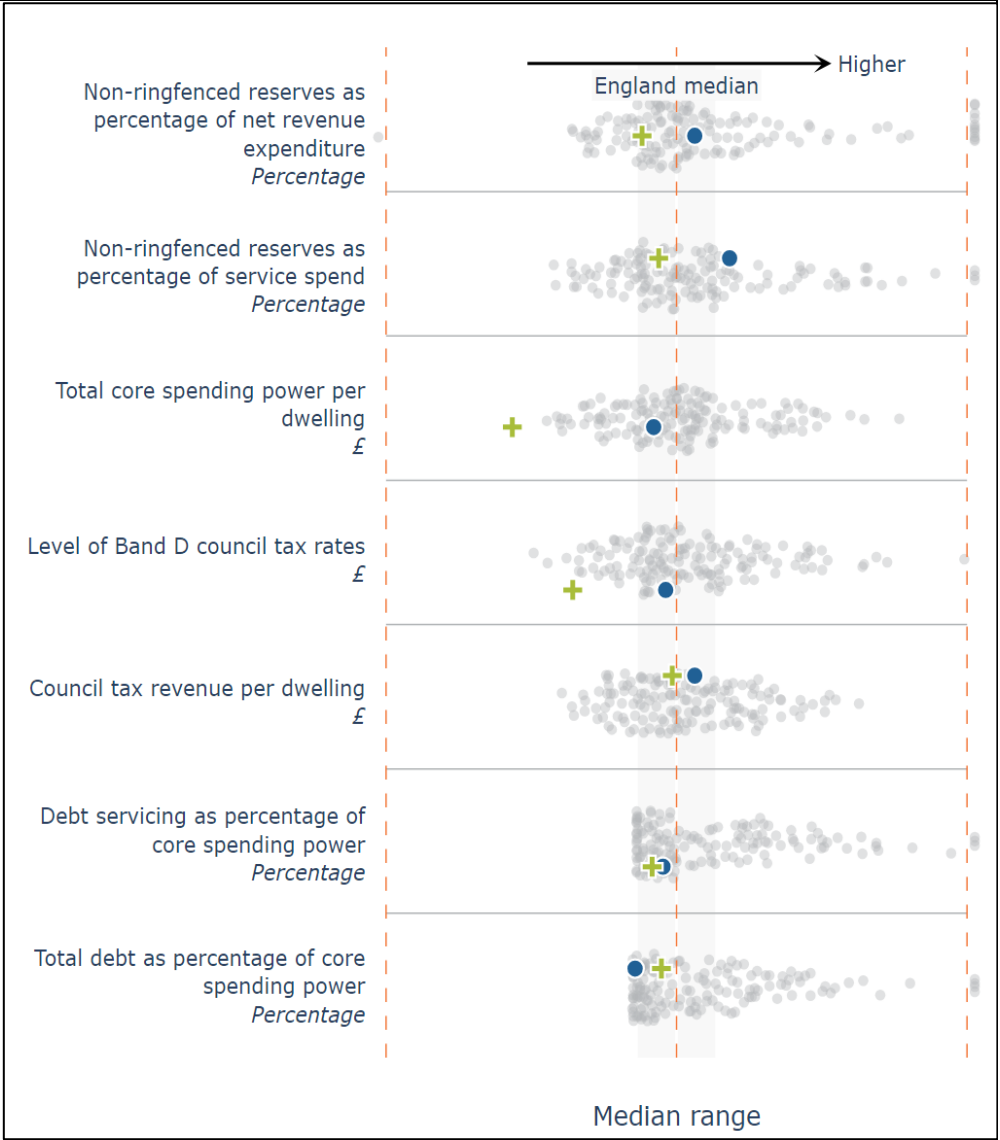 Higher
England median
Non-ringfenced reserves as
percentage of net revenue
expenditure
Percentage
Non-ringfenced reserves as
percentage of service spend
Percentage
Total core spending power per
dwelling
£
Level of Band D council tax rates
£
Council tax revenue per dwelling
£
Debt servicing as percentage of
core spending power
Percentage
Total debt as percentage of core
spending power
Percentage
Median range